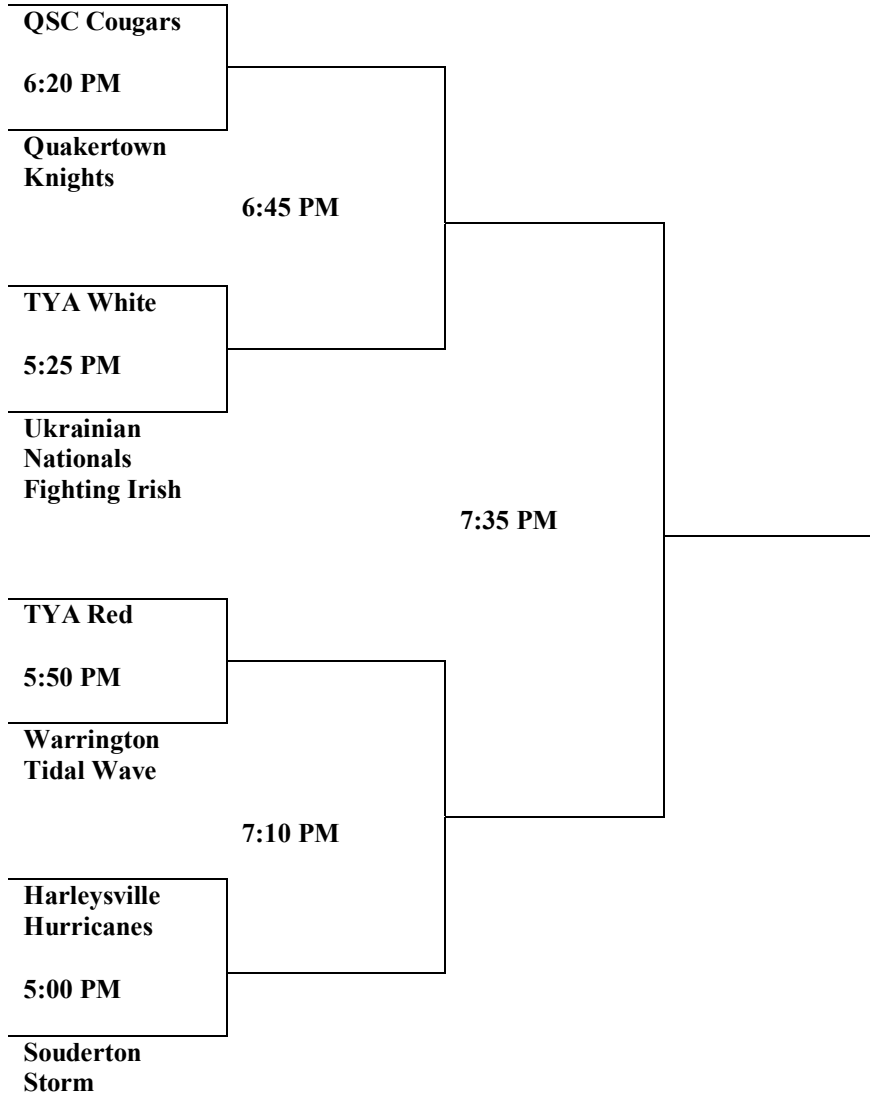 QSC Cougars
6:20 PM
Quakertown
Knights
6:45 PM
TYA White
5:25 PM
Ukrainian
Nationals
Fighting Irish
7:35 PM
TYA Red
5:50 PM
Warrington
Tidal Wave
7:10 PM
Harleysville
Hurricanes
5:00 PM
Souderton
Storm